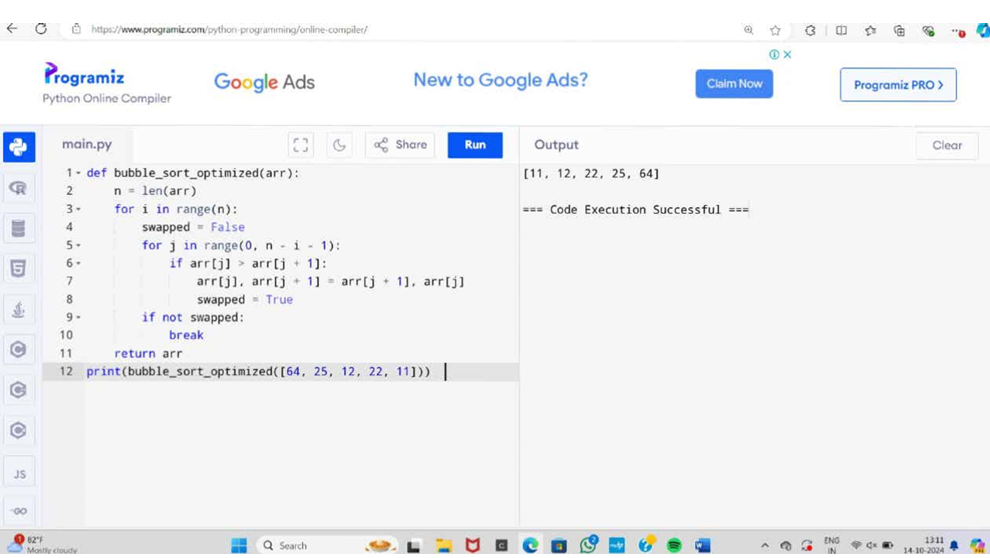 https://www.programiz.com/python-programming/online-compiler/
Programiz
Python Online Compiler
Google Ads
New to Google Ads?
Claim Now
Programiz PRO >
main.py
Share
Run
Output
Clear
1 def bubble_sort_optimized(arr):
2 n = len(arr)
3 for i in range(n):
4 swapped = False
5 for j in range(0, n - i - 1):
6 if arr[j] > arr[j + 1]:
7 arr[j], arr[j + 1] = arr[j + 1], arr[j]
8 swapped = True
9 if not swapped:
10 break
11 return arr
12 print(bubble_sort_optimized([64, 25, 12, 22, 11]))
[11, 12, 22, 25, 64]
=== Code Execution Successful ===
JS
GO
82°F
Mostly cloudy
Search
ENG
IN
13:11
14-10-2024